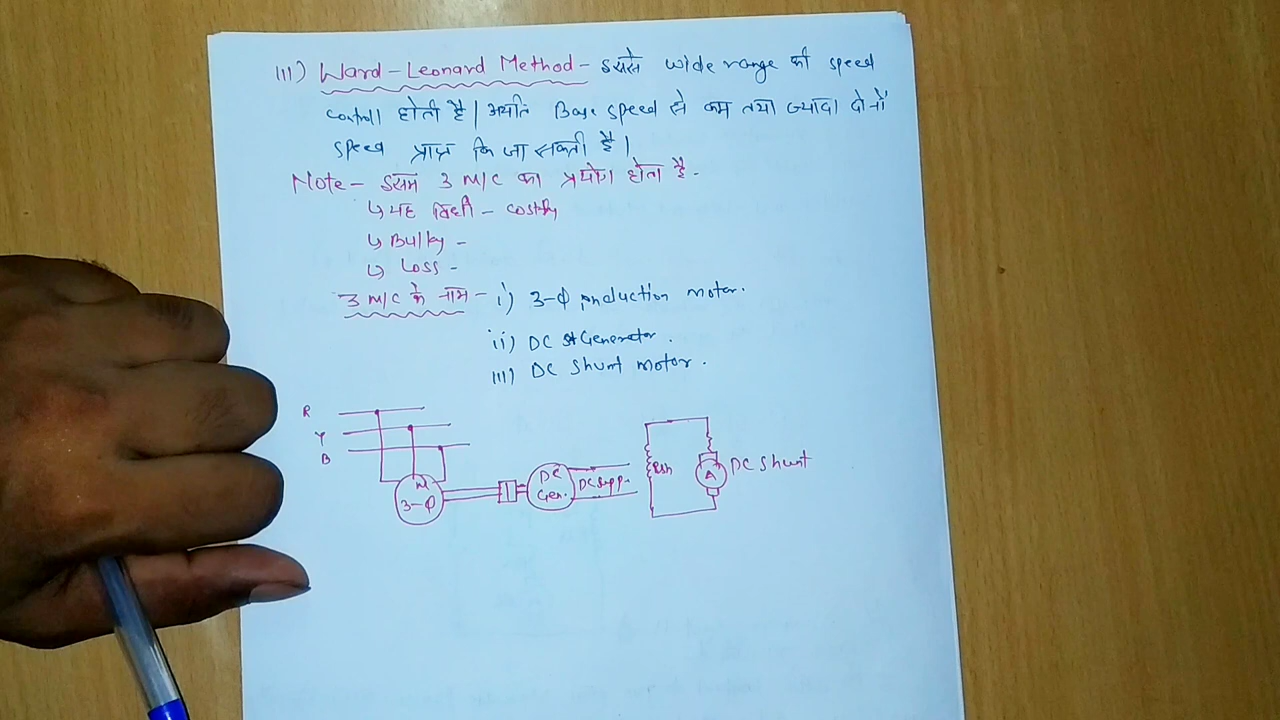 III) Ward-Leonard Method - इससे wide range की speed
control होती है| अर्थात Base speed से कम तथा ज्यादा दोनों
speed प्राप्त कि जा सकती है|
Note - इसमें 3 M/C का प्रयोग होता है-
↳ यह विधी - costly
↳ Bulky -
↳ Loss -
3 M/C के नाम - i) 3-Φ induction motor.
ii) DC Generator.
III) DC shunt motor.
R
Y
B
M
3-Φ
DC
Gen.
DC supp.
Rsh
A
DC Shunt